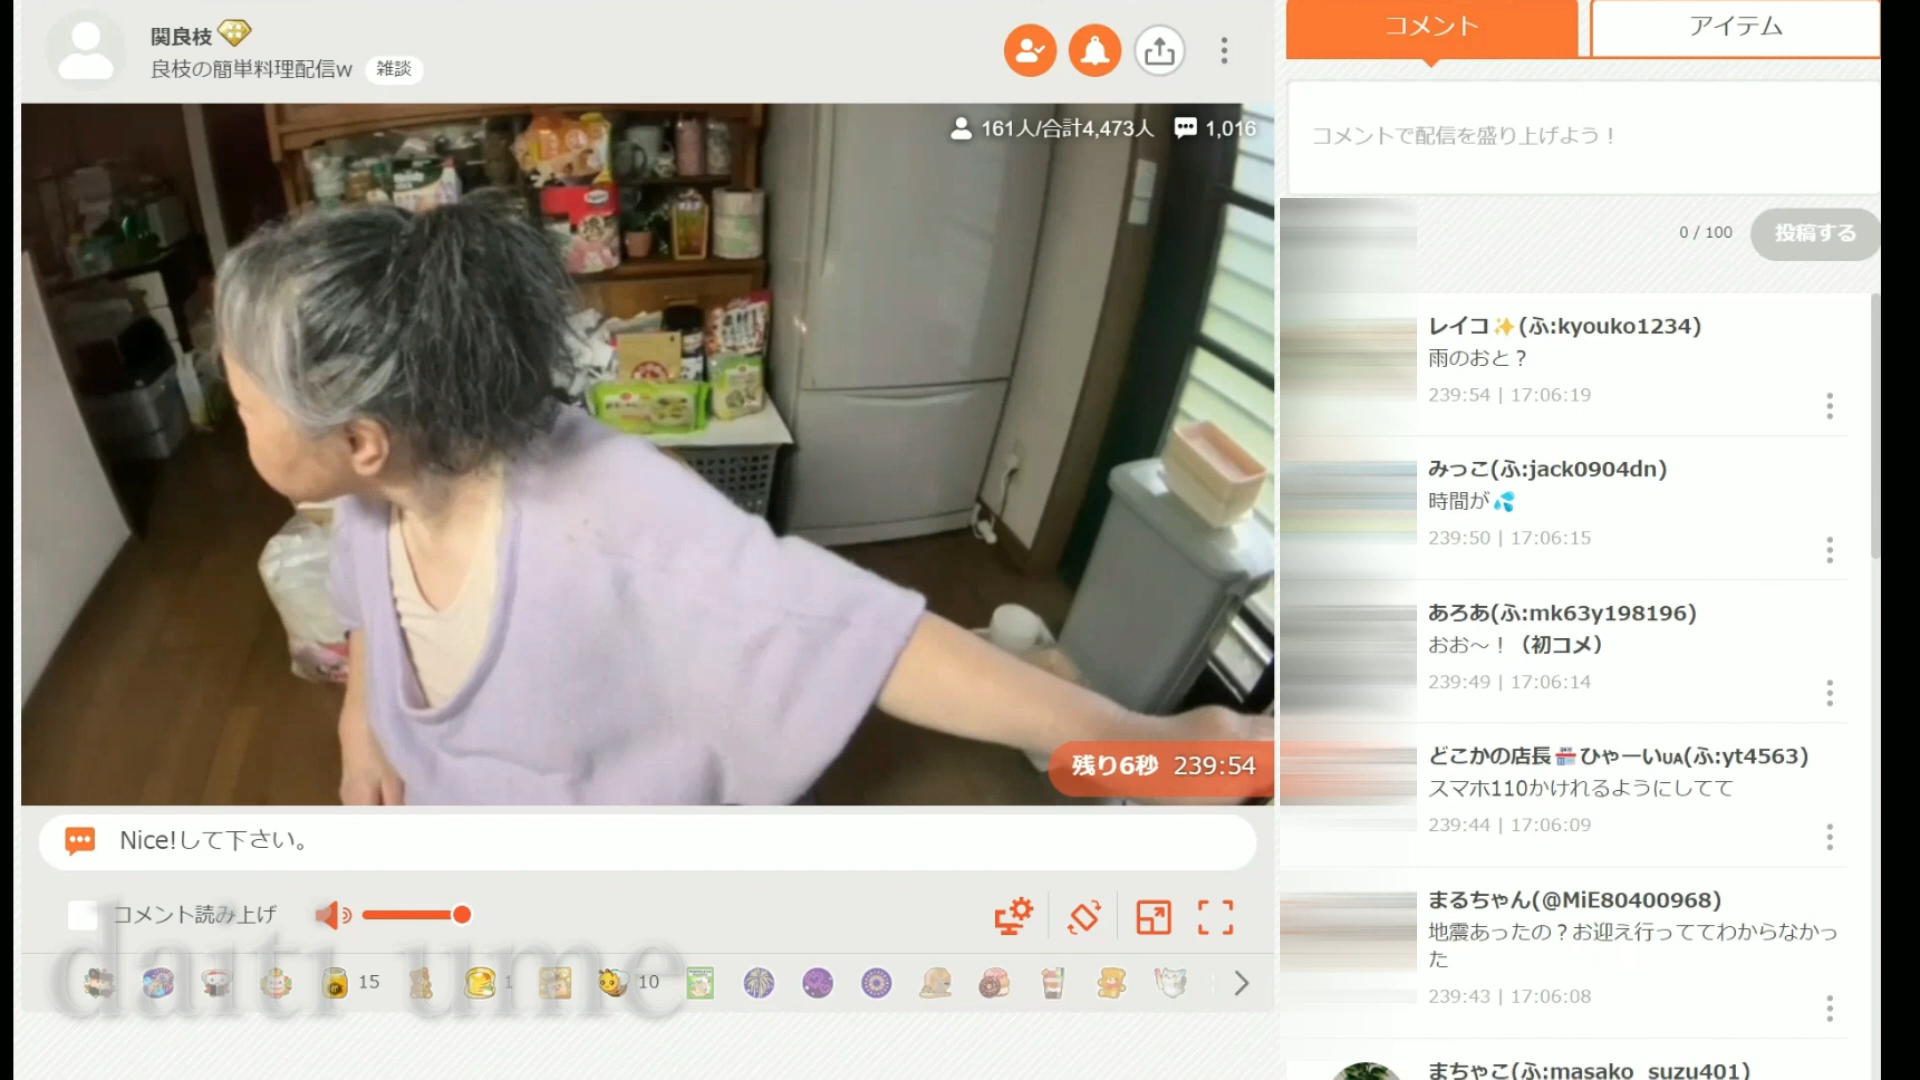 関良枝
良枝の簡単料理配信w 雑談
161人/合計4,473人 1,016
残り6秒 239:54
Nice!して下さい。
コメント読み上げ
15
1
10
daiti ume
コメント
アイテム
コメントで配信を盛り上げよう！
0 / 100 投稿する
レイコ✨(ふ:kyouko1234)
雨のおと？
239:54 | 17:06:19
みっこ(ふ:jack0904dn)
時間が💦
239:50 | 17:06:15
あろあ(ふ:mk63y198196)
おお～！（初コメ）
239:49 | 17:06:14
どこかの店長🏪ひゃーいUA(ふ:yt4563)
スマホ110かけれるようにしてて
239:44 | 17:06:09
まるちゃん(@MiE80400968)
地震あったの？お迎え行っててわからなかっ
た
239:43 | 17:06:08
まちゃこ(ふ:masako_suzu401)